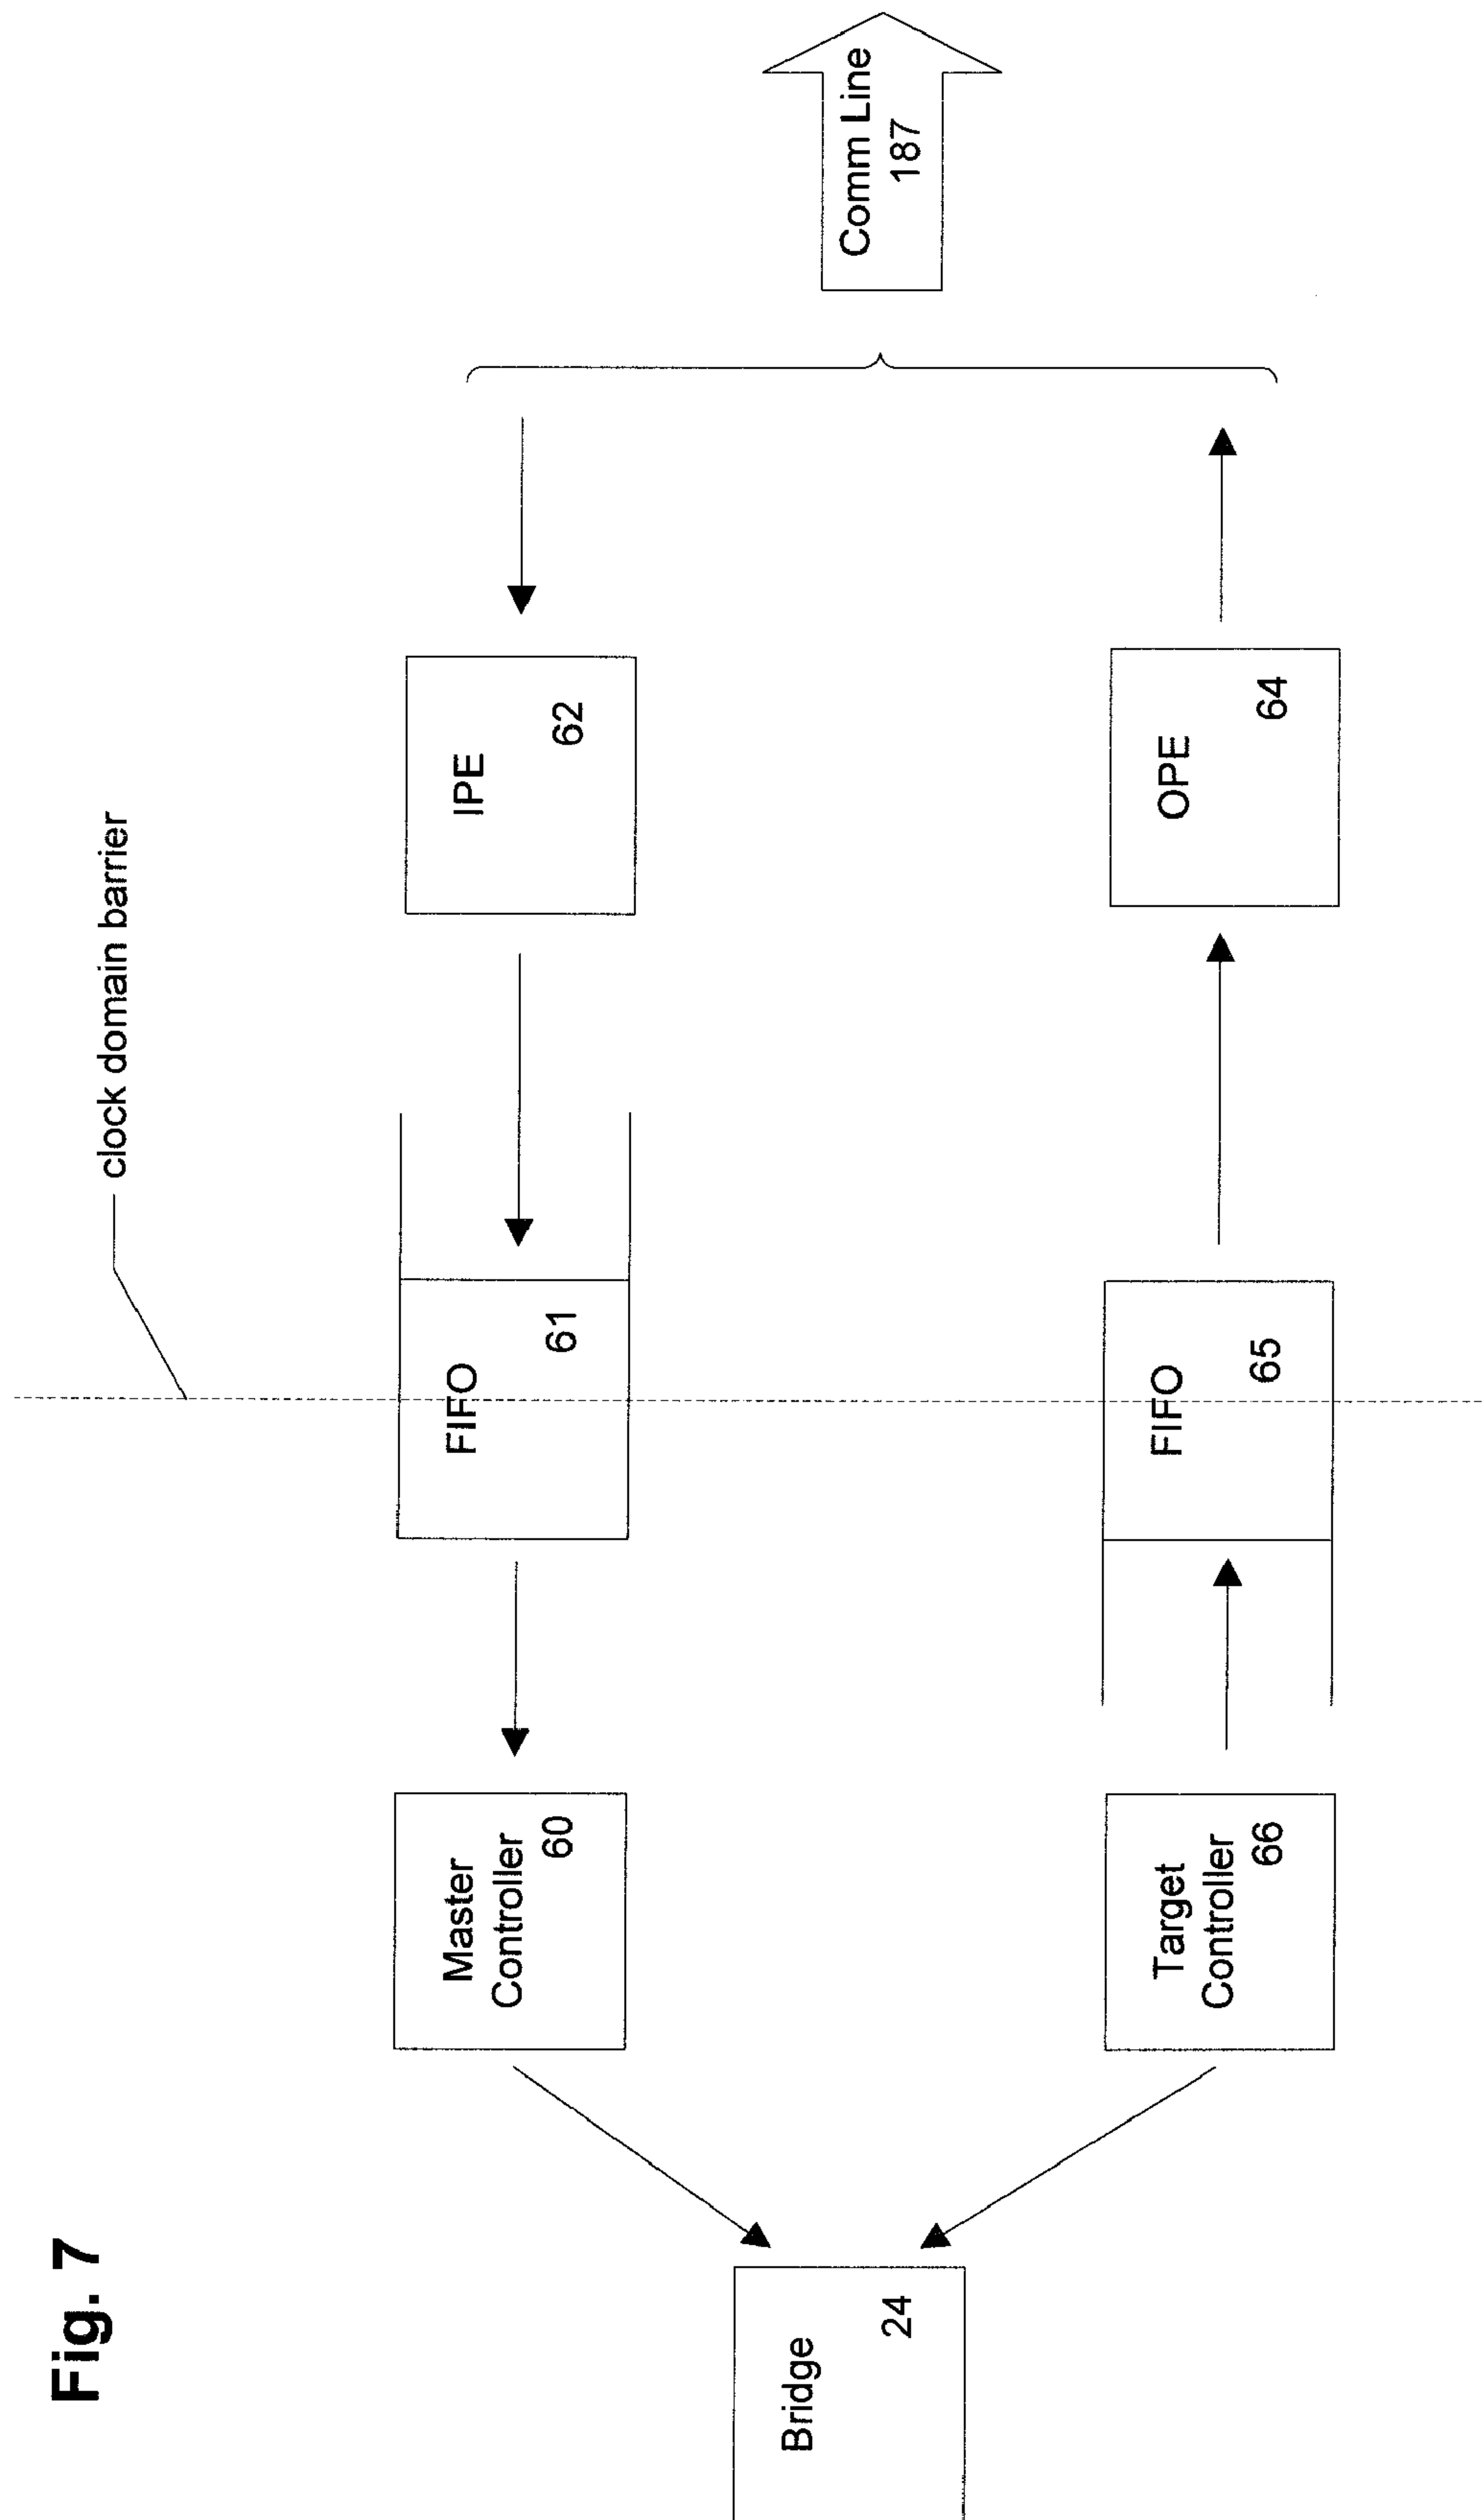 Fig. 7
clock domain barrier
Bridge
24
Master
Controller
60
FIFO
61
IPE
62
Target
Controller
66
FIFO
65
OPE
64
Comm Line
187